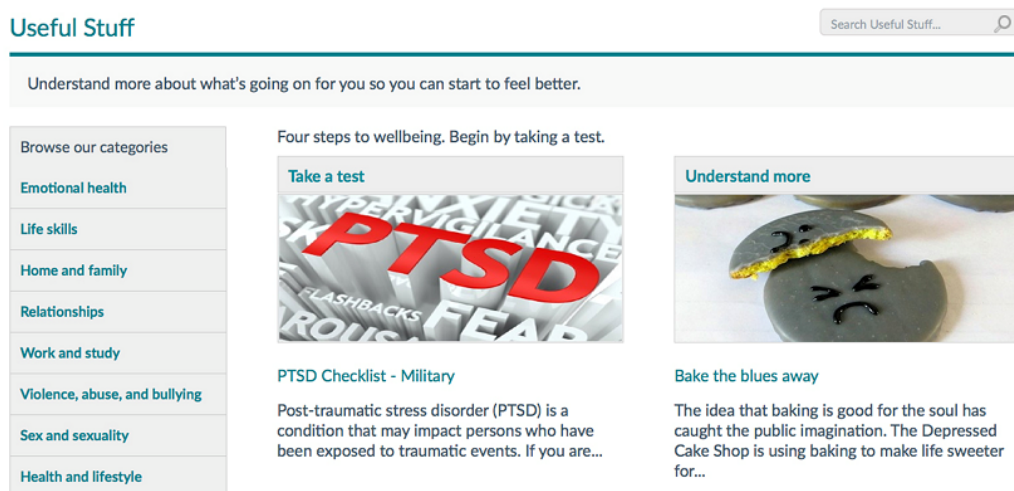 Useful Stuff
Search Useful Stuff...
Understand more about what's going on for you so you can start to feel better.
Browse our categories
Emotional health
Life skills
Home and family
Relationships
Work and study
Violence, abuse, and bullying
Sex and sexuality
Health and lifestyle
Four steps to wellbeing. Begin by taking a test.
Take a test
HYPERVIGILANCE
ANXIETY
PTSD
FLASHBACKS
FEAR
PTSD Checklist - Military
Post-traumatic stress disorder (PTSD) is a
condition that may impact persons who have
been exposed to traumatic events. If you are...
Understand more
Bake the blues away
The idea that baking is good for the soul has
caught the public imagination. The Depressed
Cake Shop is using baking to make life sweeter
for...